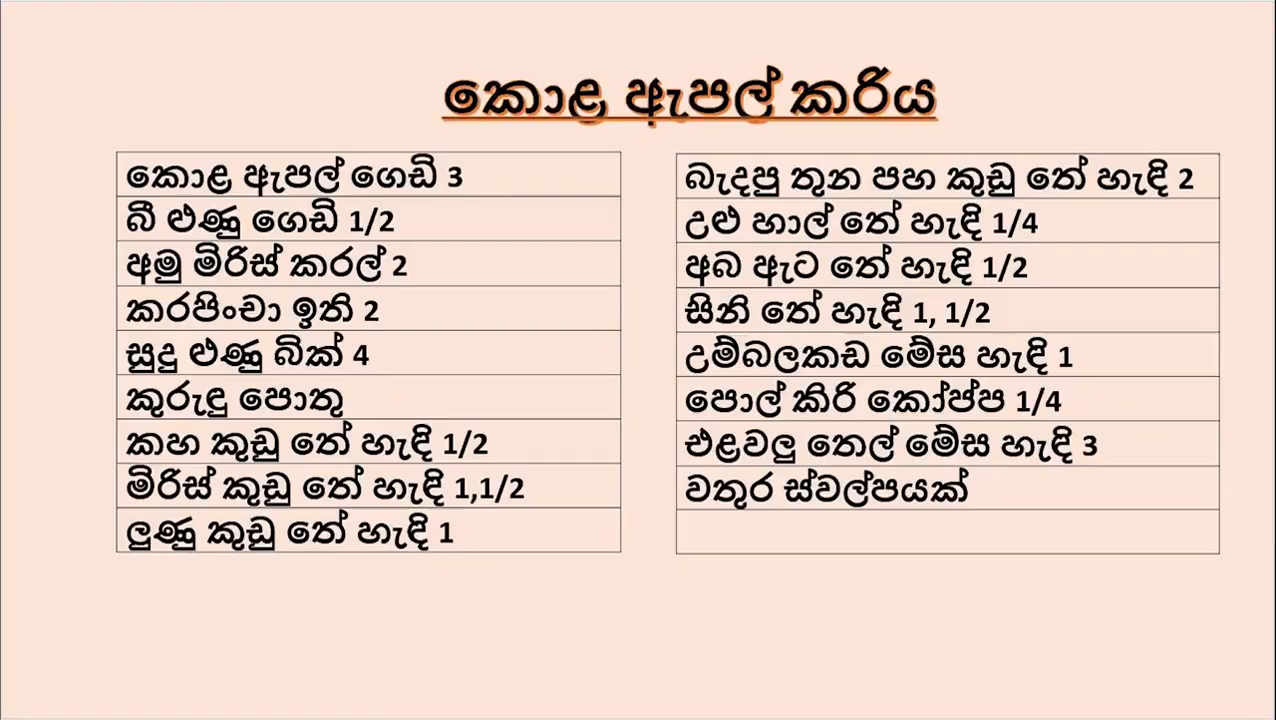 කොළ ඇපල් කරිය
කොළ ඇපල් ගෙඩි 3
බී ළුණු ගෙඩි 1/2
අමු මිරිස් කරල් 2
කරපිංචා ඉති 2
සුදු ළුණු බික් 4
කුරුඳු පොතු
කහ කුඩු තේ හැඳි 1/2
මිරිස් කුඩු තේ හැඳි 1,1/2
ලුණු කුඩු තේ හැඳි 1
බැදපු තුන පහ කුඩු තේ හැඳි 2
උළු හාල් තේ හැඳි 1/4
අබ ඇට තේ හැඳි 1/2
සිනි තේ හැඳි 1, 1/2
උම්බලකඩ මේස හැඳි 1
පොල් කිරි කෝප්ප 1/4
එළවලු තෙල් මේස හැඳි 3
වතුර ස්වල්පයක්